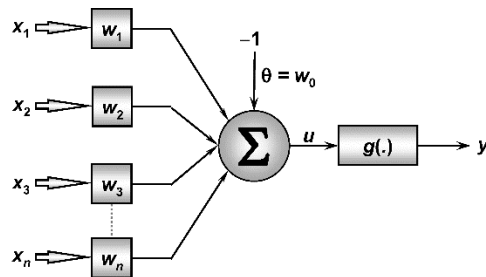 x₁ w₁
−1
θ = w₀
x₂ w₂
Σ u g(.) y
x₃ w₃
xₙ wₙ